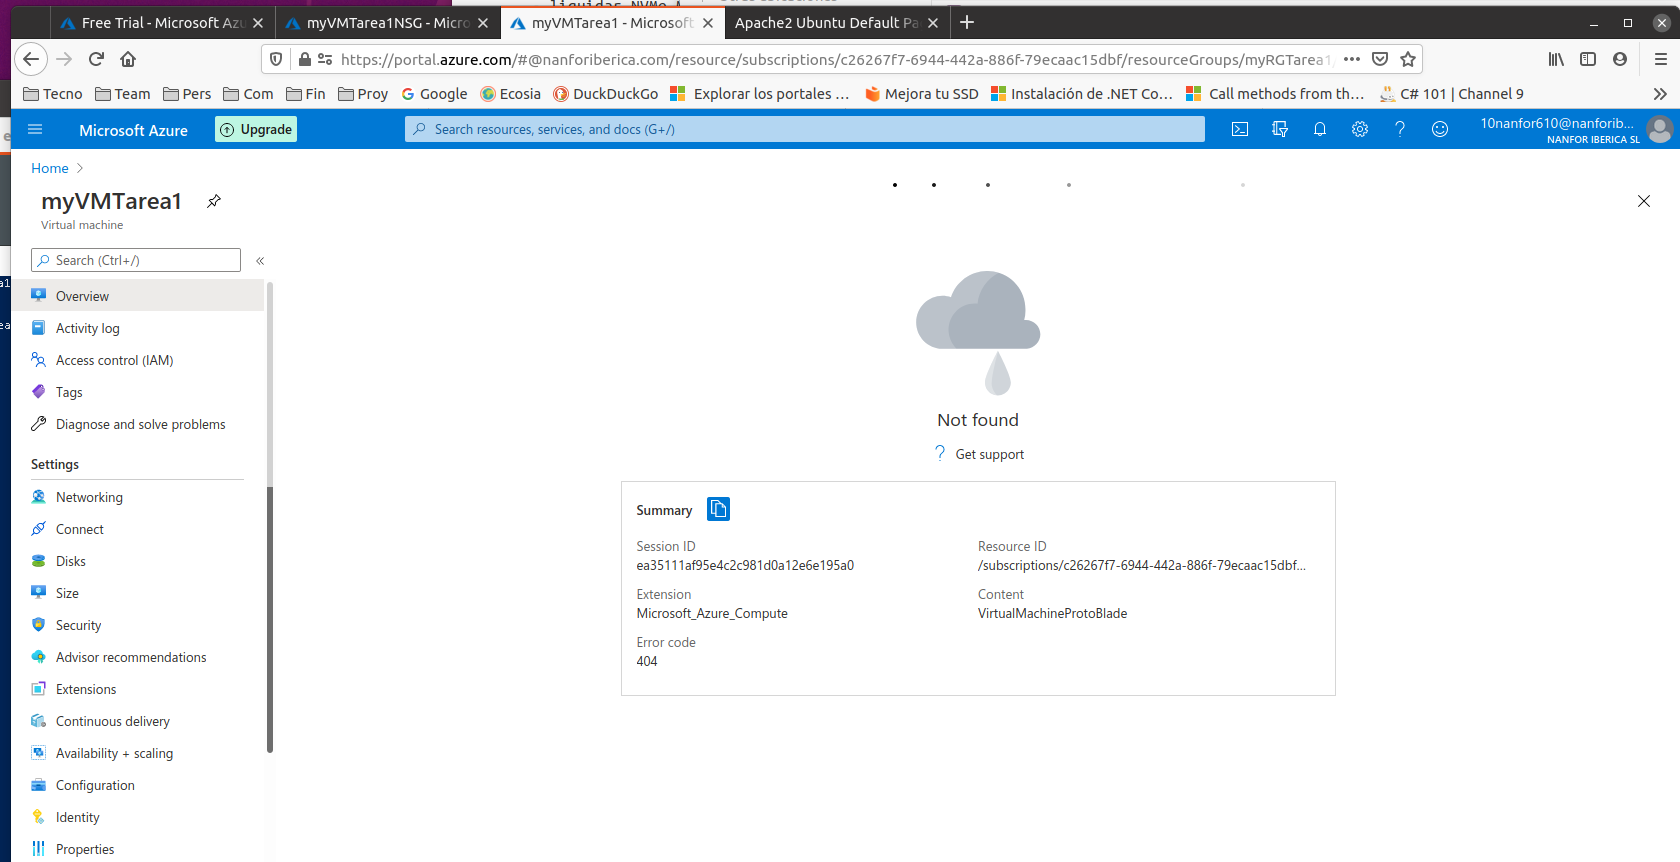 liquidas NVMe A
Free Trial - Microsoft Azu
myVMTarea1NSG - Micro
myVMTarea1 - Microsoft
Apache2 Ubuntu Default Pa
https://portal.azure.com/#@nanforiberica.com/resource/subscriptions/c26267f7-6944-442a-886f-79ecaac15dbf/resourceGroups/myRGTarea1/
Tecno Team Pers Com Fin Proy Google Ecosia DuckDuckGo Explorar los portales ... Mejora tu SSD Instalación de .NET Co... Call methods from th... C# 101 | Channel 9
Microsoft Azure
Upgrade
Search resources, services, and docs (G+/)
10nanfor610@nanforib...
NANFOR IBERICA SL
Home >
myVMTarea1
Virtual machine
Search (Ctrl+/)
«
Overview
Activity log
Access control (IAM)
Tags
Diagnose and solve problems
Settings
Networking
Connect
Disks
Size
Security
Advisor recommendations
Extensions
Continuous delivery
Availability + scaling
Configuration
Identity
Properties
Not found
? Get support
Summary
Session ID
ea35111af95e4c2c981d0a12e6e195a0
Resource ID
/subscriptions/c26267f7-6944-442a-886f-79ecaac15dbf...
Extension
Microsoft_Azure_Compute
Content
VirtualMachineProtoBlade
Error code
404